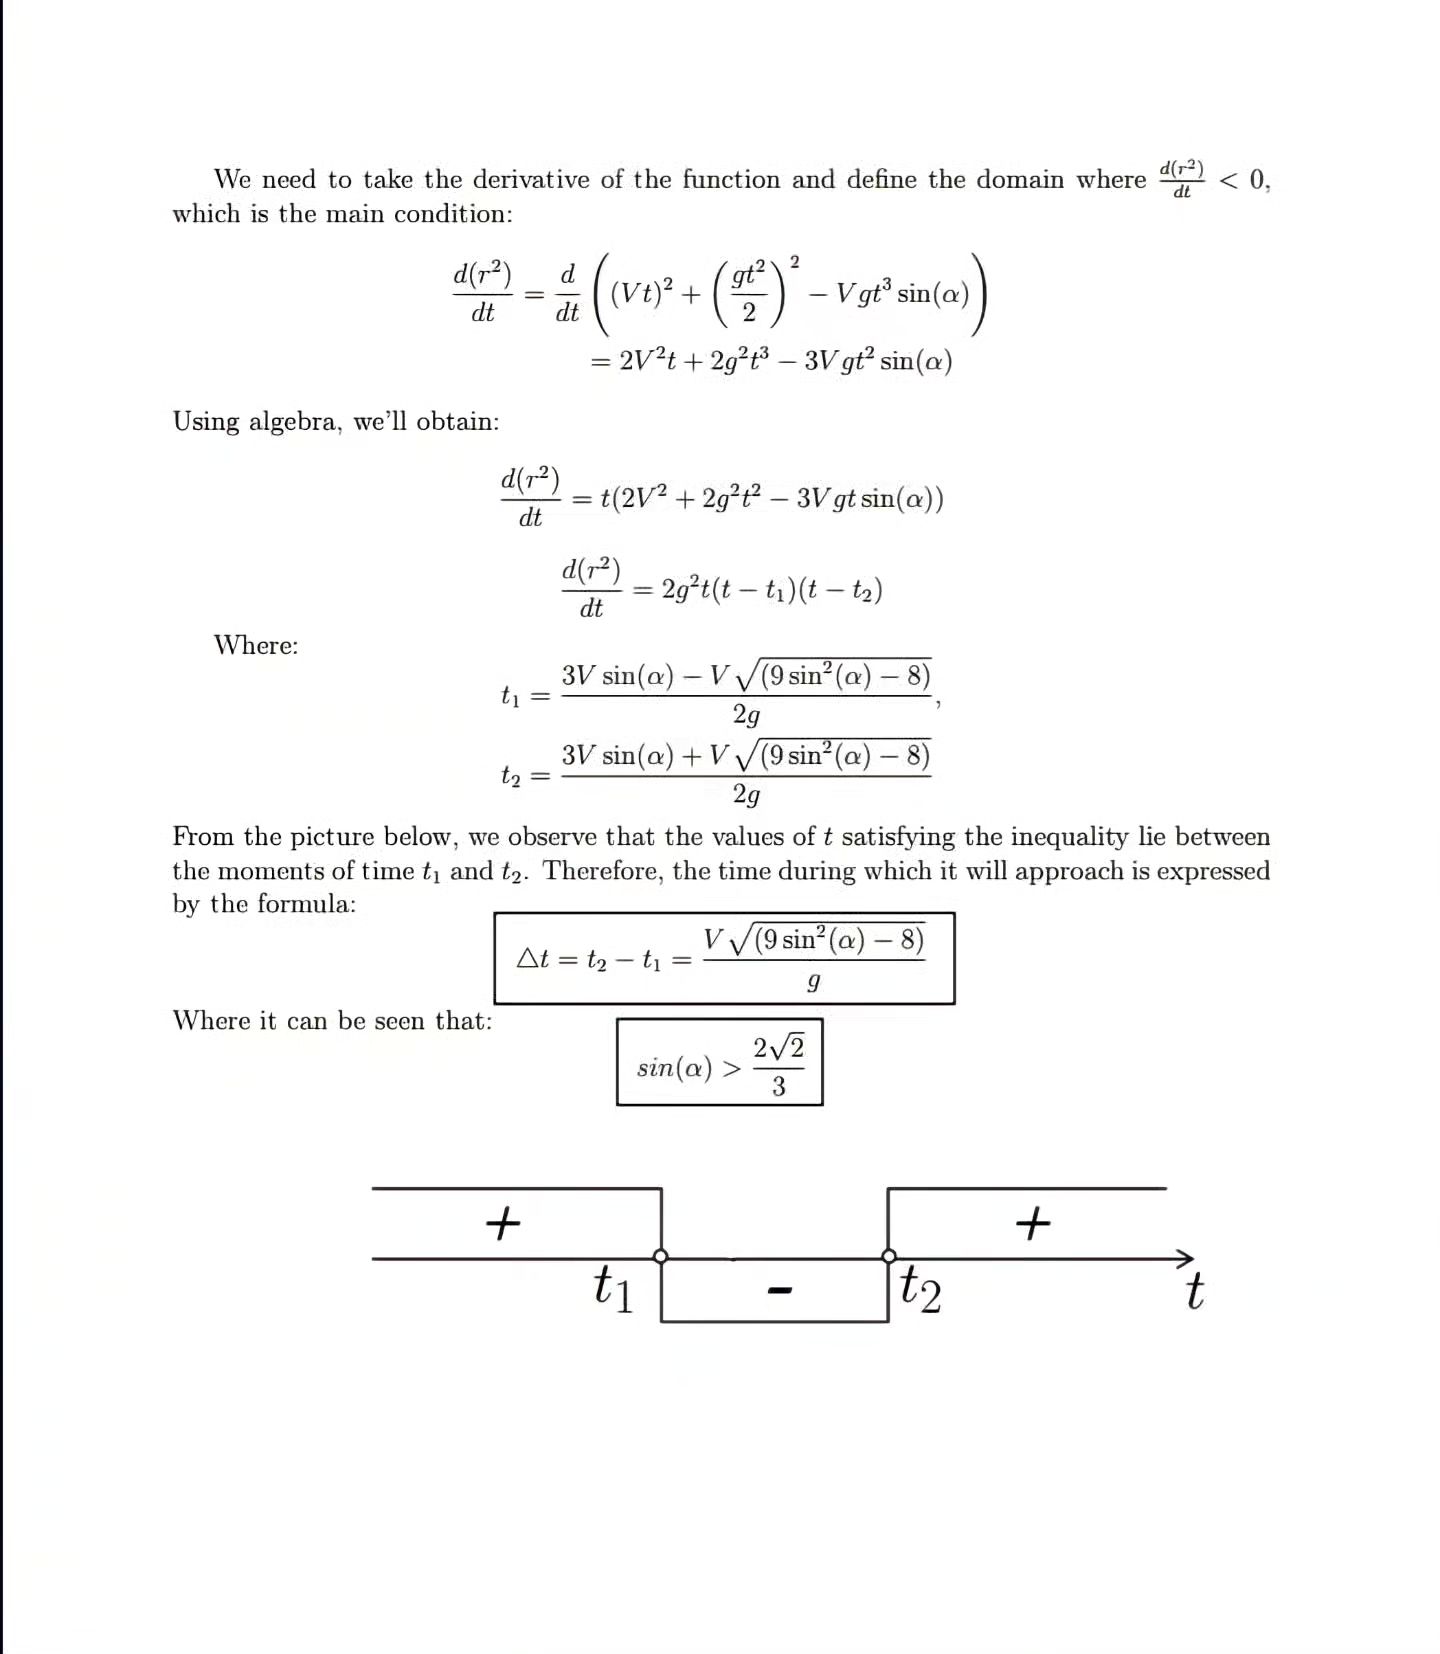 We need to take the derivative of the function and define the domain where \frac{d(r^2)}{dt} < 0,
which is the main condition:
\frac{d(r^2)}{dt} = \frac{d}{dt} \left( (Vt)^2 + \left( \frac{gt^2}{2} \right)^2 - Vgt^3 \sin(\alpha) \right)
= 2V^2t + 2g^2t^3 - 3Vgt^2 \sin(\alpha)
Using algebra, we'll obtain:
\frac{d(r^2)}{dt} = t(2V^2 + 2g^2t^2 - 3Vgt \sin(\alpha))
\frac{d(r^2)}{dt} = 2g^2t(t - t_1)(t - t_2)
Where:
t_1 = \frac{3V \sin(\alpha) - V\sqrt{(9 \sin^2(\alpha) - 8)}}{2g},
t_2 = \frac{3V \sin(\alpha) + V\sqrt{(9 \sin^2(\alpha) - 8)}}{2g}
From the picture below, we observe that the values of t satisfying the inequality lie between
the moments of time t_1 and t_2. Therefore, the time during which it will approach is expressed
by the formula:
\triangle t = t_2 - t_1 = \frac{V\sqrt{(9 \sin^2(\alpha) - 8)}}{g}
Where it can be seen that:
sin(\alpha) > \frac{2\sqrt{2}}{3}
+ +
t_1 - t_2 t